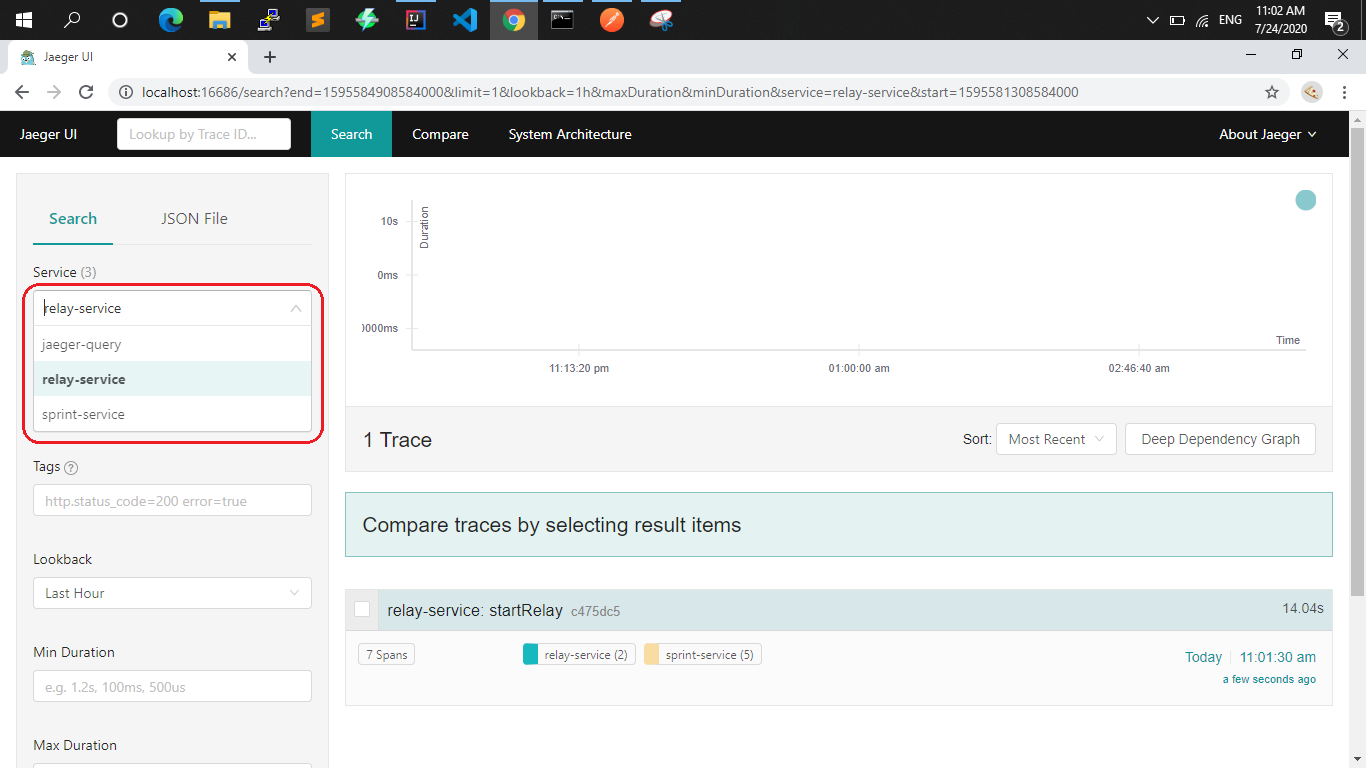 ENG
11:02 AM
7/24/2020
2
Jaeger UI
localhost:16686/search?end=1595584908584000&limit=1&lookback=1h&maxDuration&minDuration&service=relay-service&start=1595581308584000
Jaeger UI
Lookup by Trace ID...
Search
Compare
System Architecture
About Jaeger
Search
JSON File
Service (3)
relay-service
jaeger-query
relay-service
sprint-service
Tags ?
http.status_code=200 error=true
Lookback
Last Hour
Min Duration
e.g. 1.2s, 100ms, 500us
Max Duration
Duration
10s
0ms
0000ms
Time
11:13:20 pm
01:00:00 am
02:46:40 am
1 Trace
Sort:
Most Recent
Deep Dependency Graph
Compare traces by selecting result items
relay-service: startRelay c475dc5
14.04s
7 Spans
relay-service (2)
sprint-service (5)
Today
11:01:30 am
a few seconds ago